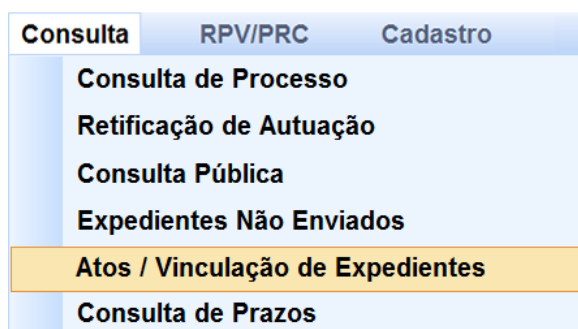 Consulta RPV/PRC Cadastro
Consulta de Processo
Retificação de Autuação
Consulta Pública
Expedientes Não Enviados
Atos / Vinculação de Expedientes
Consulta de Prazos